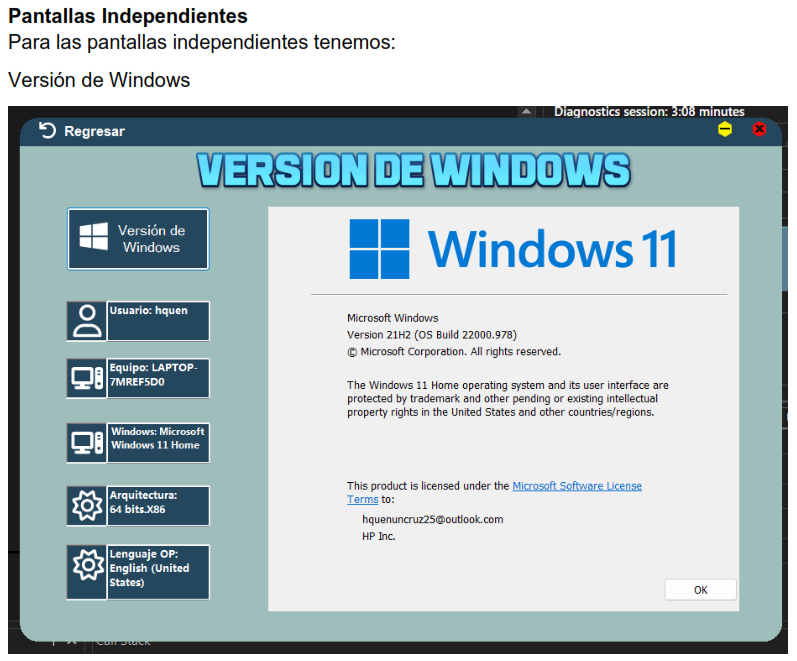 Pantallas Independientes
Para las pantallas independientes tenemos:
Versión de Windows
Diagnostics session: 3:08 minutes
Regresar
VERSION DE WINDOWS
Versión de
Windows
Usuario: hquen
Equipo: LAPTOP-
7MREF5D0
Windows: Microsoft
Windows 11 Home
Arquitectura:
64 bits.X86
Lenguaje OP:
English (United
States)
Windows 11
Microsoft Windows
Version 21H2 (OS Build 22000.978)
© Microsoft Corporation. All rights reserved.
The Windows 11 Home operating system and its user interface are
protected by trademark and other pending or existing intellectual
property rights in the United States and other countries/regions.
This product is licensed under the Microsoft Software License
Terms to:
hquenuncruz25@outlook.com
HP Inc.
OK
Call Stack